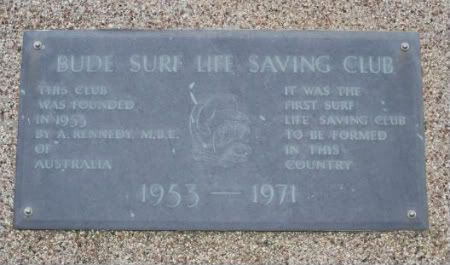 BUDE SURF LIFE SAVING CLUB
THIS CLUB
WAS FOUNDED
IN 1953
BY A. KENNEDY, M.B.E.
OF
AUSTRALIA
IT WAS THE
FIRST SURF
LIFE SAVING CLUB
TO BE FORMED
IN THIS
COUNTRY
1953 — 1971